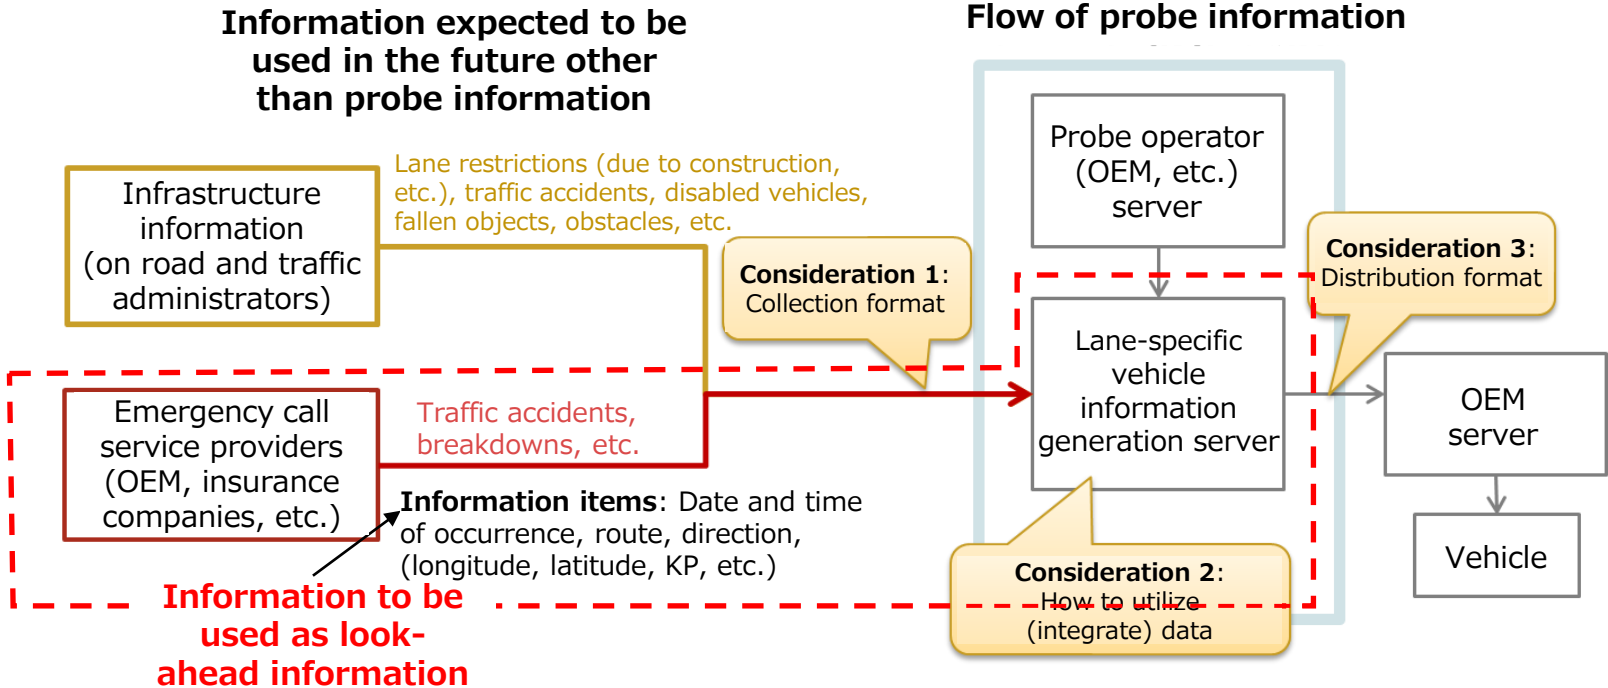 Information expected to be
used in the future other
than probe information
Flow of probe information
Infrastructure
information
(on road and traffic
administrators)
Lane restrictions (due to construction,
etc.), traffic accidents, disabled vehicles,
fallen objects, obstacles, etc.
Consideration 1:
Collection format
Probe operator
(OEM, etc.)
server
Consideration 3:
Distribution format
Lane-specific
vehicle
information
generation server
Emergency call
service providers
(OEM, insurance
companies, etc.)
Traffic accidents,
breakdowns, etc.
Information items: Date and time
of occurrence, route, direction,
(longitude, latitude, KP, etc.)
OEM
server
Vehicle
Consideration 2:
How to utilize
(integrate) data
Information to be
used as look-
ahead information